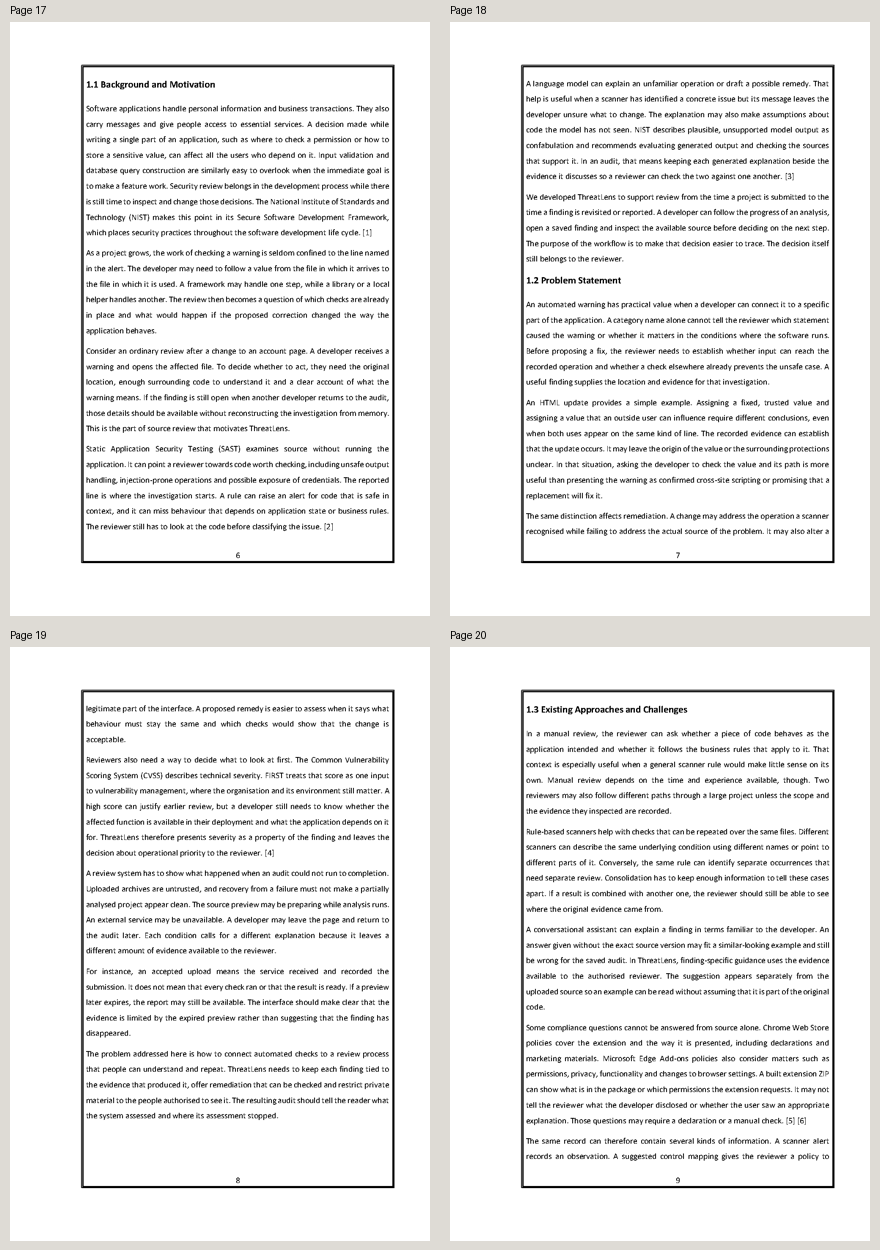 Page 17
1.1 Background and Motivation
Software applications handle personal information and business transactions. They also
carry messages and give people access to essential services. A decision made while
writing a single part of an application, such as where to check a permission or how to
store a sensitive value, can affect all the users who depend on it. Input validation and
database query construction are similarly easy to overlook when the immediate goal is
to make a feature work. Security review belongs in the development process while there
is still time to inspect and change those decisions. The National Institute of Standards and
Technology (NIST) makes this point in its Secure Software Development Framework,
which places security practices throughout the software development life cycle. [1]
As a project grows, the work of checking a warning is seldom confined to the line named
in the alert. The developer may need to follow a value from the file in which it arrives to
the file in which it is used. A framework may handle one step, while a library or a local
helper handles another. The review then becomes a question of which checks are already
in place and what would happen if the proposed correction changed the way the
application behaves.
Consider an ordinary review after a change to an account page. A developer receives a
warning and opens the affected file. To decide whether to act, they need the original
location, enough surrounding code to understand it and a clear account of what the
warning means. If the finding is still open when another developer returns to the audit,
those details should be available without reconstructing the investigation from memory.
This is the part of source review that motivates ThreatLens.
Static Application Security Testing (SAST) examines source without running the
application. It can point a reviewer towards code worth checking, including unsafe output
handling, injection-prone operations and possible exposure of credentials. The reported
line is where the investigation starts. A rule can raise an alert for code that is safe in
context, and it can miss behaviour that depends on application state or business rules.
The reviewer still has to look at the code before classifying the issue. [2]
6
Page 18
A language model can explain an unfamiliar operation or draft a possible remedy. That
help is useful when a scanner has identified a concrete issue but its message leaves the
developer unsure what to change. The explanation may also make assumptions about
code the model has not seen. NIST describes plausible, unsupported model output as
confabulation and recommends evaluating generated output and checking the sources
that support it. In an audit, that means keeping each generated explanation beside the
evidence it discusses so a reviewer can check the two against one another. [3]
We developed ThreatLens to support review from the time a project is submitted to the
time a finding is revisited or reported. A developer can follow the progress of an analysis,
open a saved finding and inspect the available source before deciding on the next step.
The purpose of the workflow is to make that decision easier to trace. The decision itself
still belongs to the reviewer.
1.2 Problem Statement
An automated warning has practical value when a developer can connect it to a specific
part of the application. A category name alone cannot tell the reviewer which statement
caused the warning or whether it matters in the conditions where the software runs.
Before proposing a fix, the reviewer needs to establish whether input can reach the
recorded operation and whether a check elsewhere already prevents the unsafe case. A
useful finding supplies the location and evidence for that investigation.
An HTML update provides a simple example. Assigning a fixed, trusted value and
assigning a value that an outside user can influence require different conclusions, even
when both uses appear on the same kind of line. The recorded evidence can establish
that the update occurs. It may leave the origin of the value or the surrounding protections
unclear. In that situation, asking the developer to check the value and its path is more
useful than presenting the warning as confirmed cross-site scripting or promising that a
replacement will fix it.
The same distinction affects remediation. A change may address the operation a scanner
recognised while failing to address the actual source of the problem. It may also alter a
7
Page 19
legitimate part of the interface. A proposed remedy is easier to assess when it says what
behaviour must stay the same and which checks would show that the change is
acceptable.
Reviewers also need a way to decide what to look at first. The Common Vulnerability
Scoring System (CVSS) describes technical severity. FIRST treats that score as one input
to vulnerability management, where the organisation and its environment still matter. A
high score can justify earlier review, but a developer still needs to know whether the
affected function is available in their deployment and what the application depends on it
for. ThreatLens therefore presents severity as a property of the finding and leaves the
decision about operational priority to the reviewer. [4]
A review system has to show what happened when an audit could not run to completion.
Uploaded archives are untrusted, and recovery from a failure must not make a partially
analysed project appear clean. The source preview may be preparing while analysis runs.
An external service may be unavailable. A developer may leave the page and return to
the audit later. Each condition calls for a different explanation because it leaves a
different amount of evidence available to the reviewer.
For instance, an accepted upload means the service received and recorded the
submission. It does not mean that every check ran or that the result is ready. If a preview
later expires, the report may still be available. The interface should make clear that the
evidence is limited by the expired preview rather than suggesting that the finding has
disappeared.
The problem addressed here is how to connect automated checks to a review process
that people can understand and repeat. ThreatLens needs to keep each finding tied to
the evidence that produced it, offer remediation that can be checked and restrict private
material to the people authorised to see it. The resulting audit should tell the reader what
the system assessed and where its assessment stopped.
8
Page 20
1.3 Existing Approaches and Challenges
In a manual review, the reviewer can ask whether a piece of code behaves as the
application intended and whether it follows the business rules that apply to it. That
context is especially useful when a general scanner rule would make little sense on its
own. Manual review depends on the time and experience available, though. Two
reviewers may also follow different paths through a large project unless the scope and
the evidence they inspected are recorded.
Rule-based scanners help with checks that can be repeated over the same files. Different
scanners can describe the same underlying condition using different names or point to
different parts of it. Conversely, the same rule can identify separate occurrences that
need separate review. Consolidation has to keep enough information to tell these cases
apart. If a result is combined with another one, the reviewer should still be able to see
where the original evidence came from.
A conversational assistant can explain a finding in terms familiar to the developer. An
answer given without the exact source version may fit a similar-looking example and still
be wrong for the saved audit. In ThreatLens, finding-specific guidance uses the evidence
available to the authorised reviewer. The suggestion appears separately from the
uploaded source so an example can be read without assuming that it is part of the original
code.
Some compliance questions cannot be answered from source alone. Chrome Web Store
policies cover the extension and the way it is presented, including declarations and
marketing materials. Microsoft Edge Add-ons policies also consider matters such as
permissions, privacy, functionality and changes to browser settings. A built extension ZIP
can show what is in the package or which permissions the extension requests. It may not
tell the reviewer what the developer disclosed or whether the user saw an appropriate
explanation. Those questions may require a declaration or a manual check. [5] [6]
The same record can therefore contain several kinds of information. A scanner alert
records an observation. A suggested control mapping gives the reviewer a policy to
9